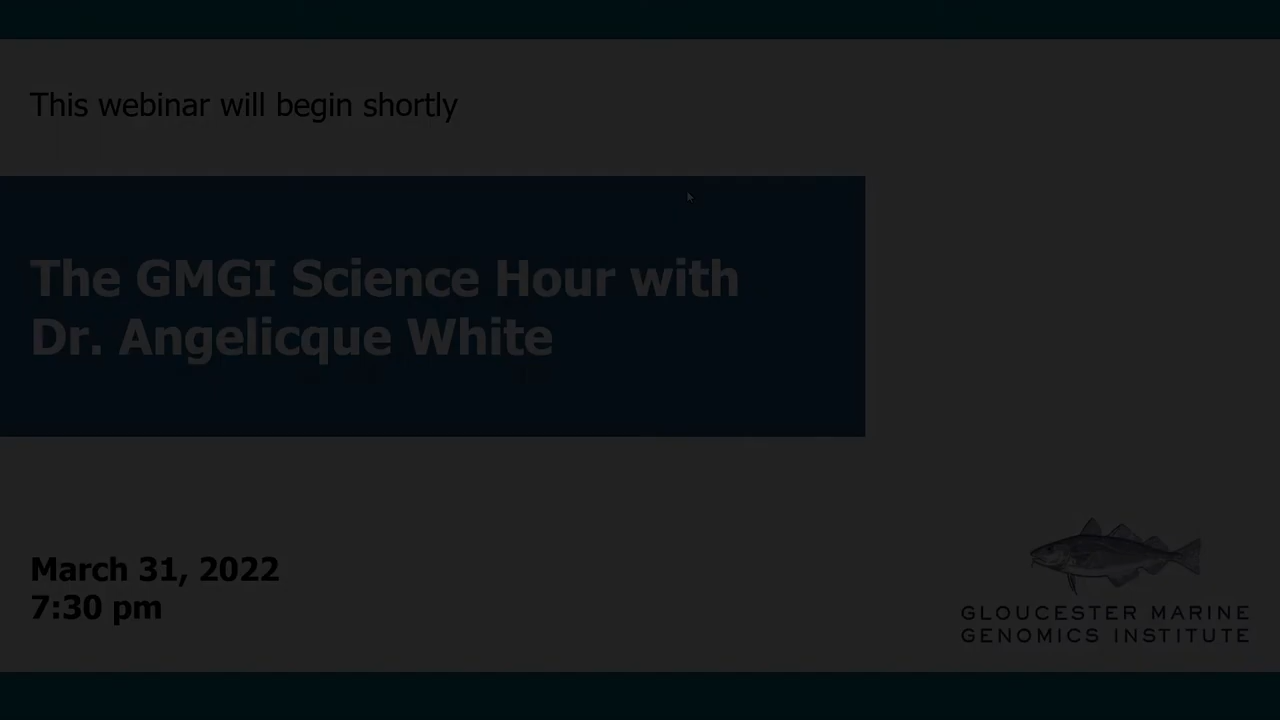 This webinar will begin shortly
The GMGI Science Hour with
Dr. Angelicque White
March 31, 2022
7:30 pm
GLOUCESTER MARINE
GENOMICS INSTITUTE